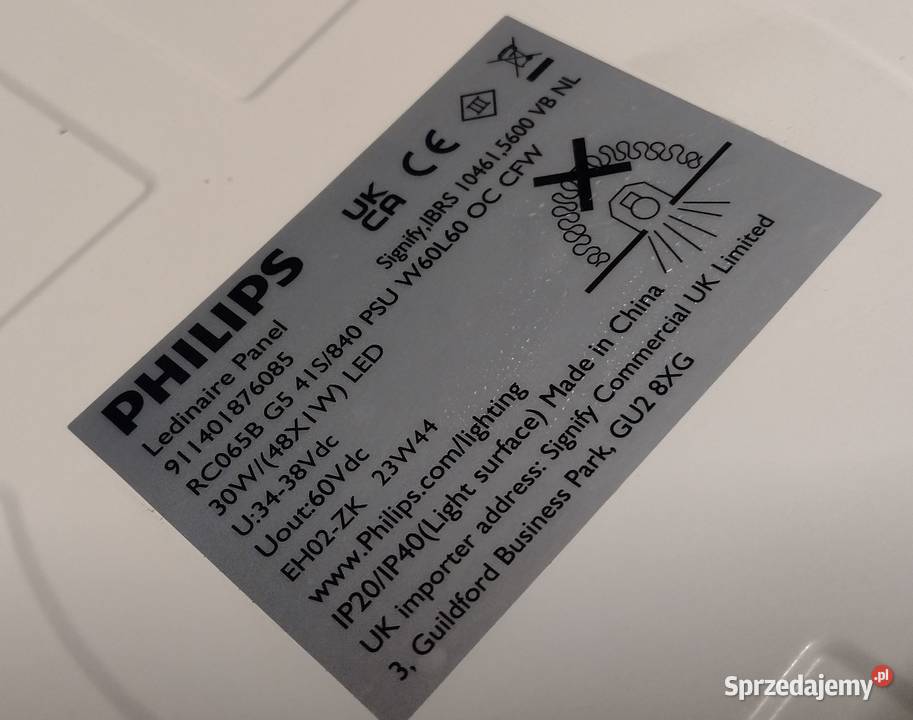 PHILIPS
UK
CA
CE
III
Signify,IBRS 10461,5600 VB NL
Ledinaire Panel
911401876085
RC065B G5 41S/840 PSU W60L60 OC CFW
30W/(48X1W) LED
U:34-38Vdc
Uout:60Vdc
EH02-ZK 23W44
www.Philips.com/lighting
IP20/IP40(Light surface) Made in China
UK importer address: Signify Commercial UK Limited
3, Guildford Business Park, GU2 8XG
Sprzedajemy.pl